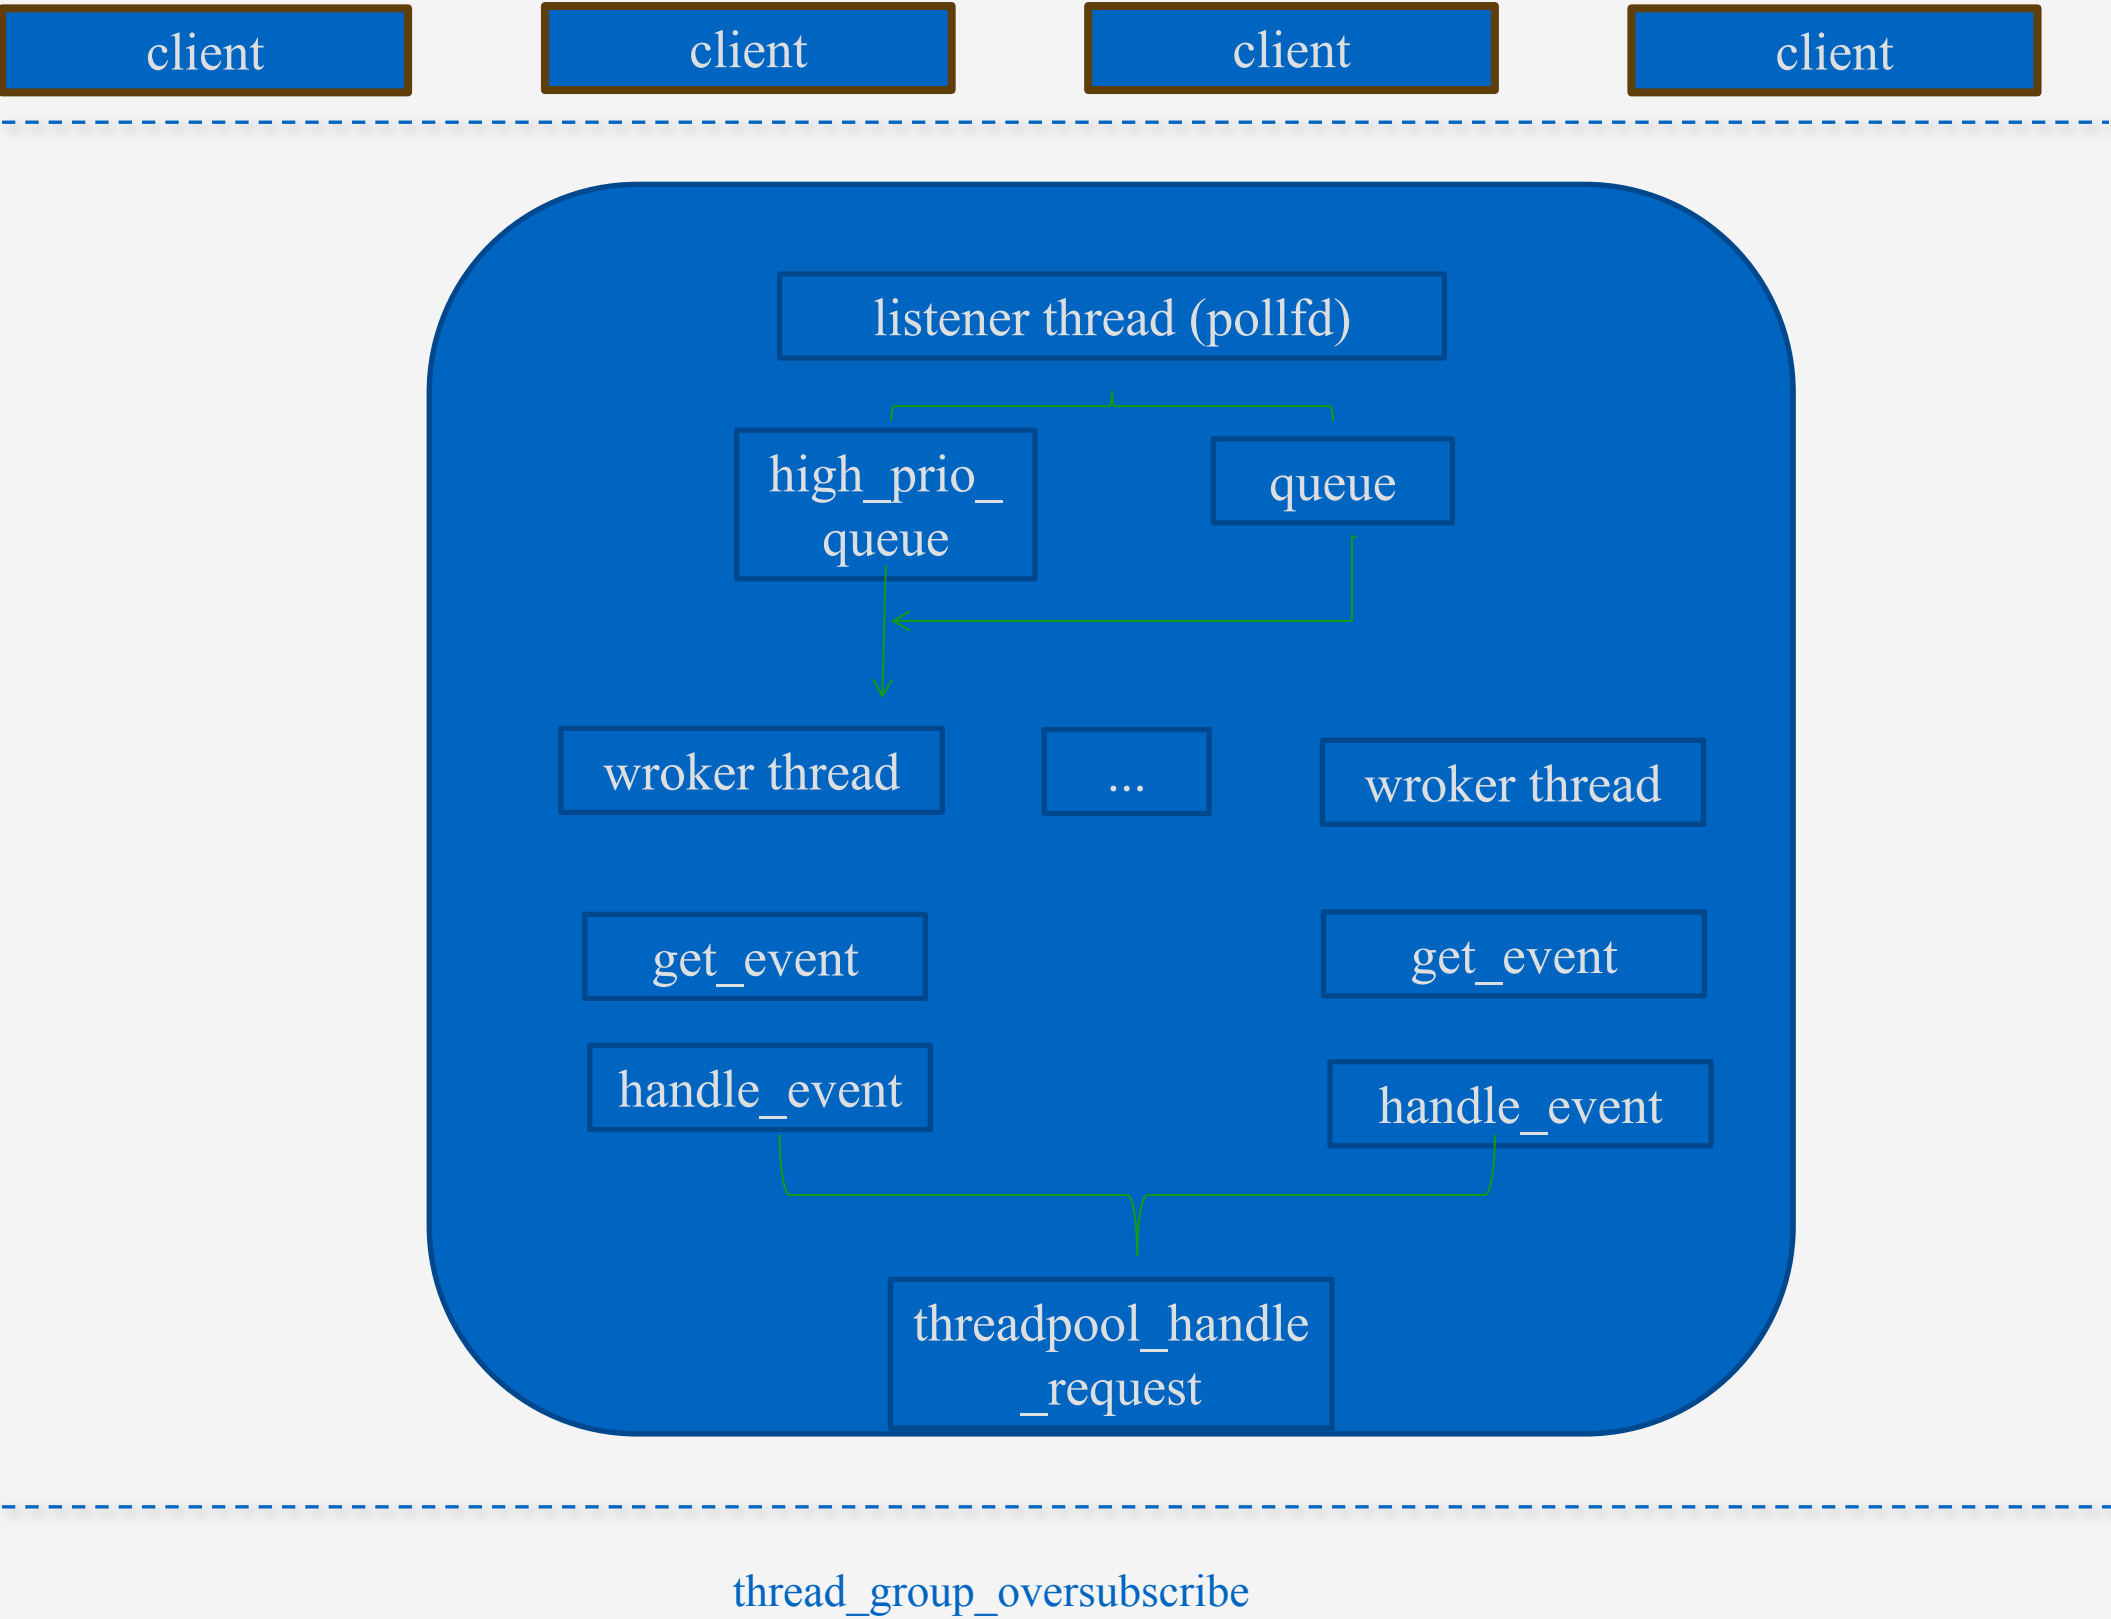 client
client
client
client
listener thread (pollfd)
high_prio_
queue
queue
wroker thread
...
wroker thread
get_event
get_event
handle_event
handle_event
threadpool_handle
_request
thread_group_oversubscribe